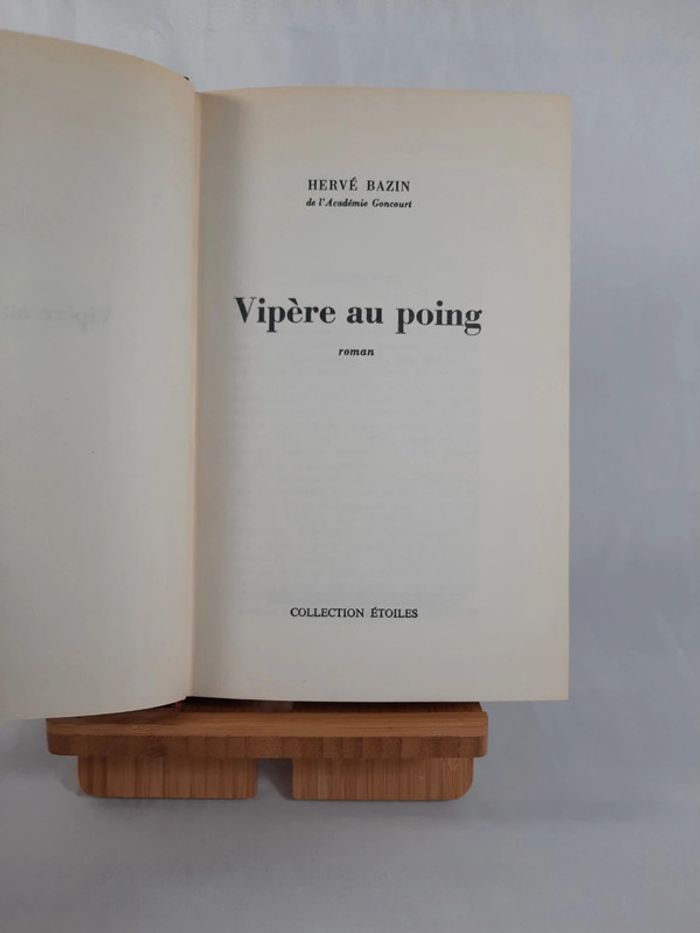 HERVÉ BAZIN
de l'Académie Goncourt
Vipère au poing
roman
COLLECTION ÉTOILES